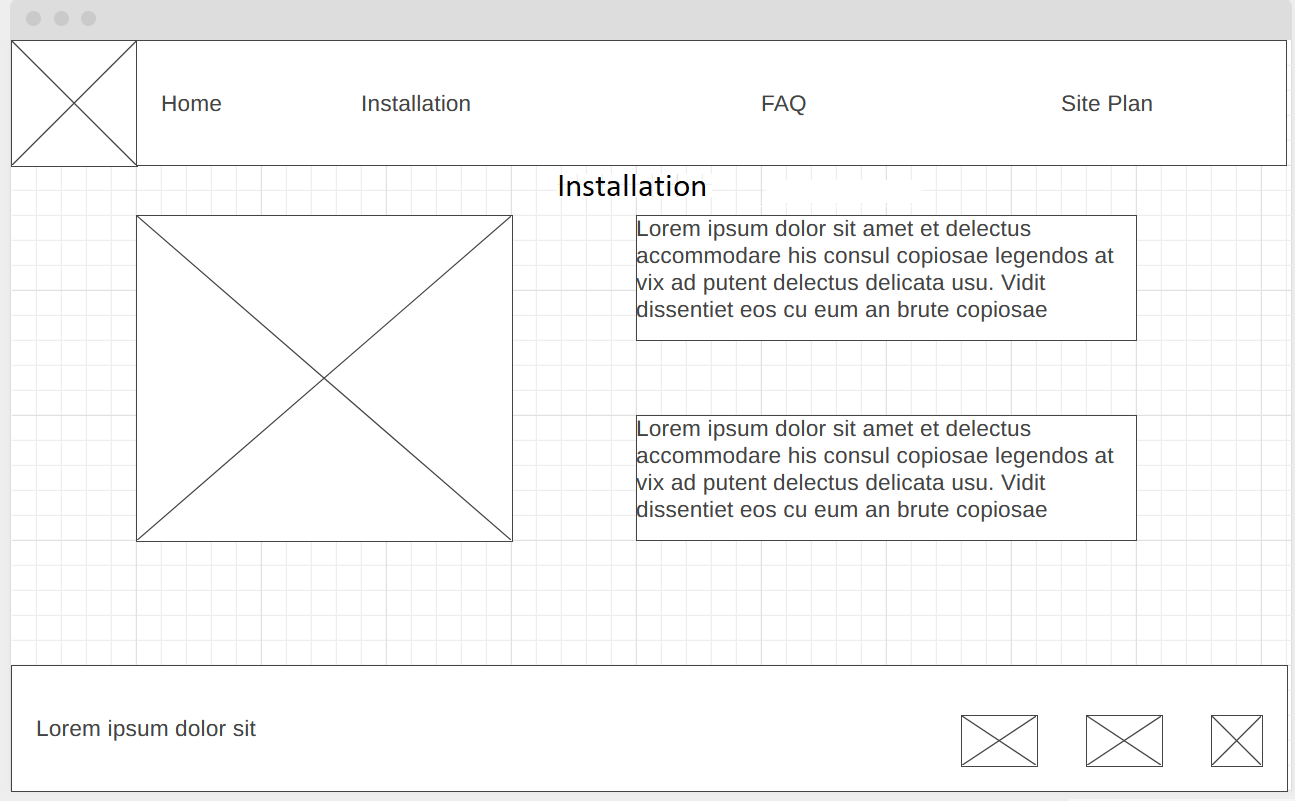 Home
Installation
FAQ
Site Plan
Installation
Lorem ipsum dolor sit amet et delectus
accommodare his consul copiosae legendos at
vix ad putent delectus delicata usu. Vidit
dissentiet eos cu eum an brute copiosae
Lorem ipsum dolor sit amet et delectus
accommodare his consul copiosae legendos at
vix ad putent delectus delicata usu. Vidit
dissentiet eos cu eum an brute copiosae
Lorem ipsum dolor sit